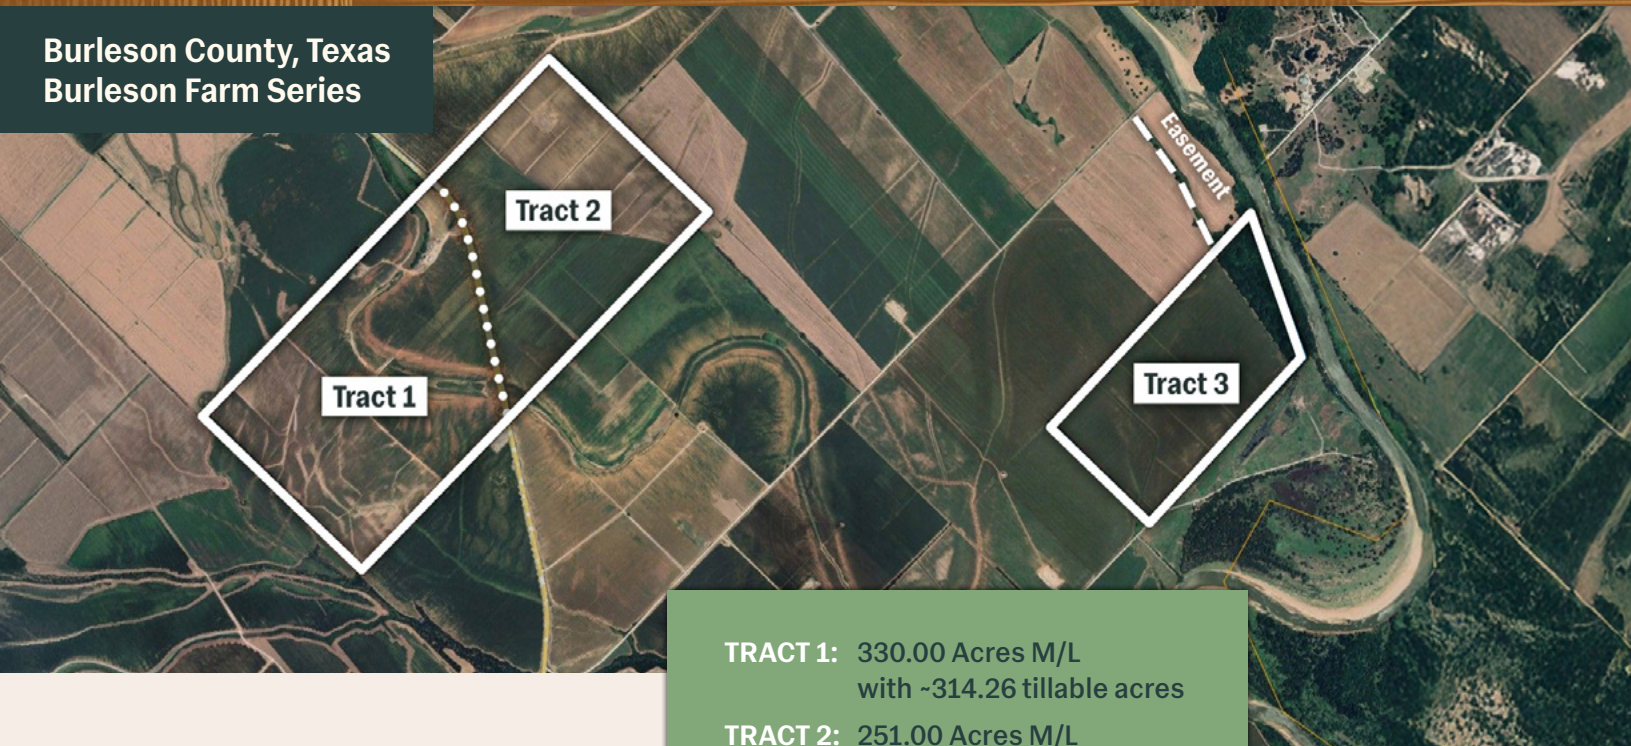 Burleson County, Texas
Burleson Farm Series
Easement
Tract 2
Tract 1
Tract 3
TRACT 1: 330.00 Acres M/L
with ~314.26 tillable acres
TRACT 2: 251.00 Acres M/L